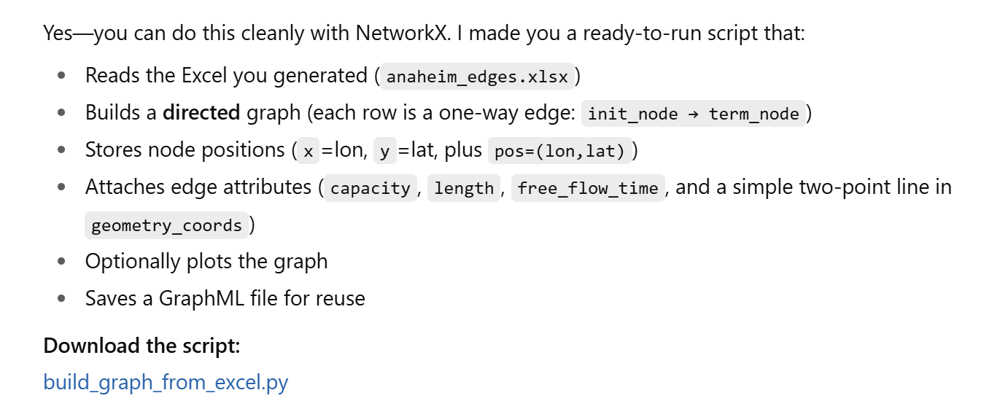 Yes—you can do this cleanly with NetworkX. I made you a ready-to-run script that:
• Reads the Excel you generated (anaheim_edges.xlsx)
• Builds a directed graph (each row is a one-way edge: init_node → term_node)
• Stores node positions (x=lon, y=lat, plus pos=(lon,lat))
• Attaches edge attributes (capacity, length, free_flow_time, and a simple two-point line in
geometry_coords)
• Optionally plots the graph
• Saves a GraphML file for reuse
Download the script:
build_graph_from_excel.py